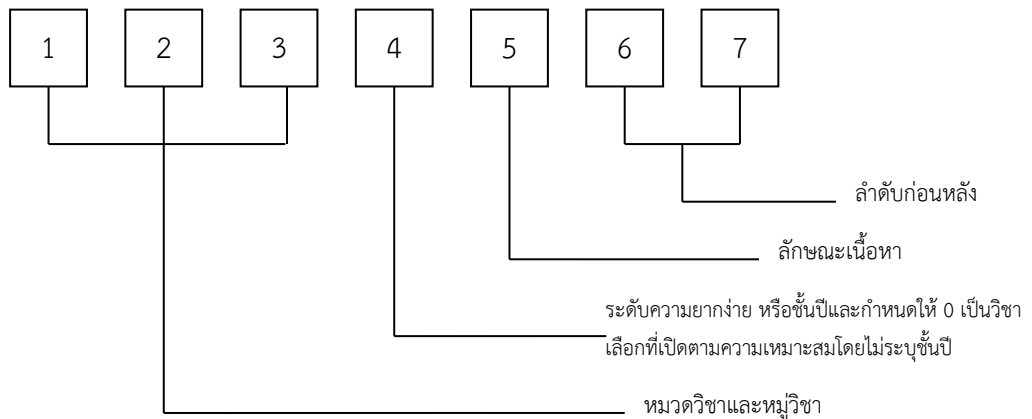 1 2 3 4 5 6 7
ลำดับก่อนหลัง
ลักษณะเนื้อหา
ระดับความยากง่าย หรือชั้นปีและกำหนดให้ 0 เป็นวิชา
เลือกที่เปิดตามความเหมาะสมโดยไม่ระบุชั้นปี
หมวดวิชาและหมู่วิชา